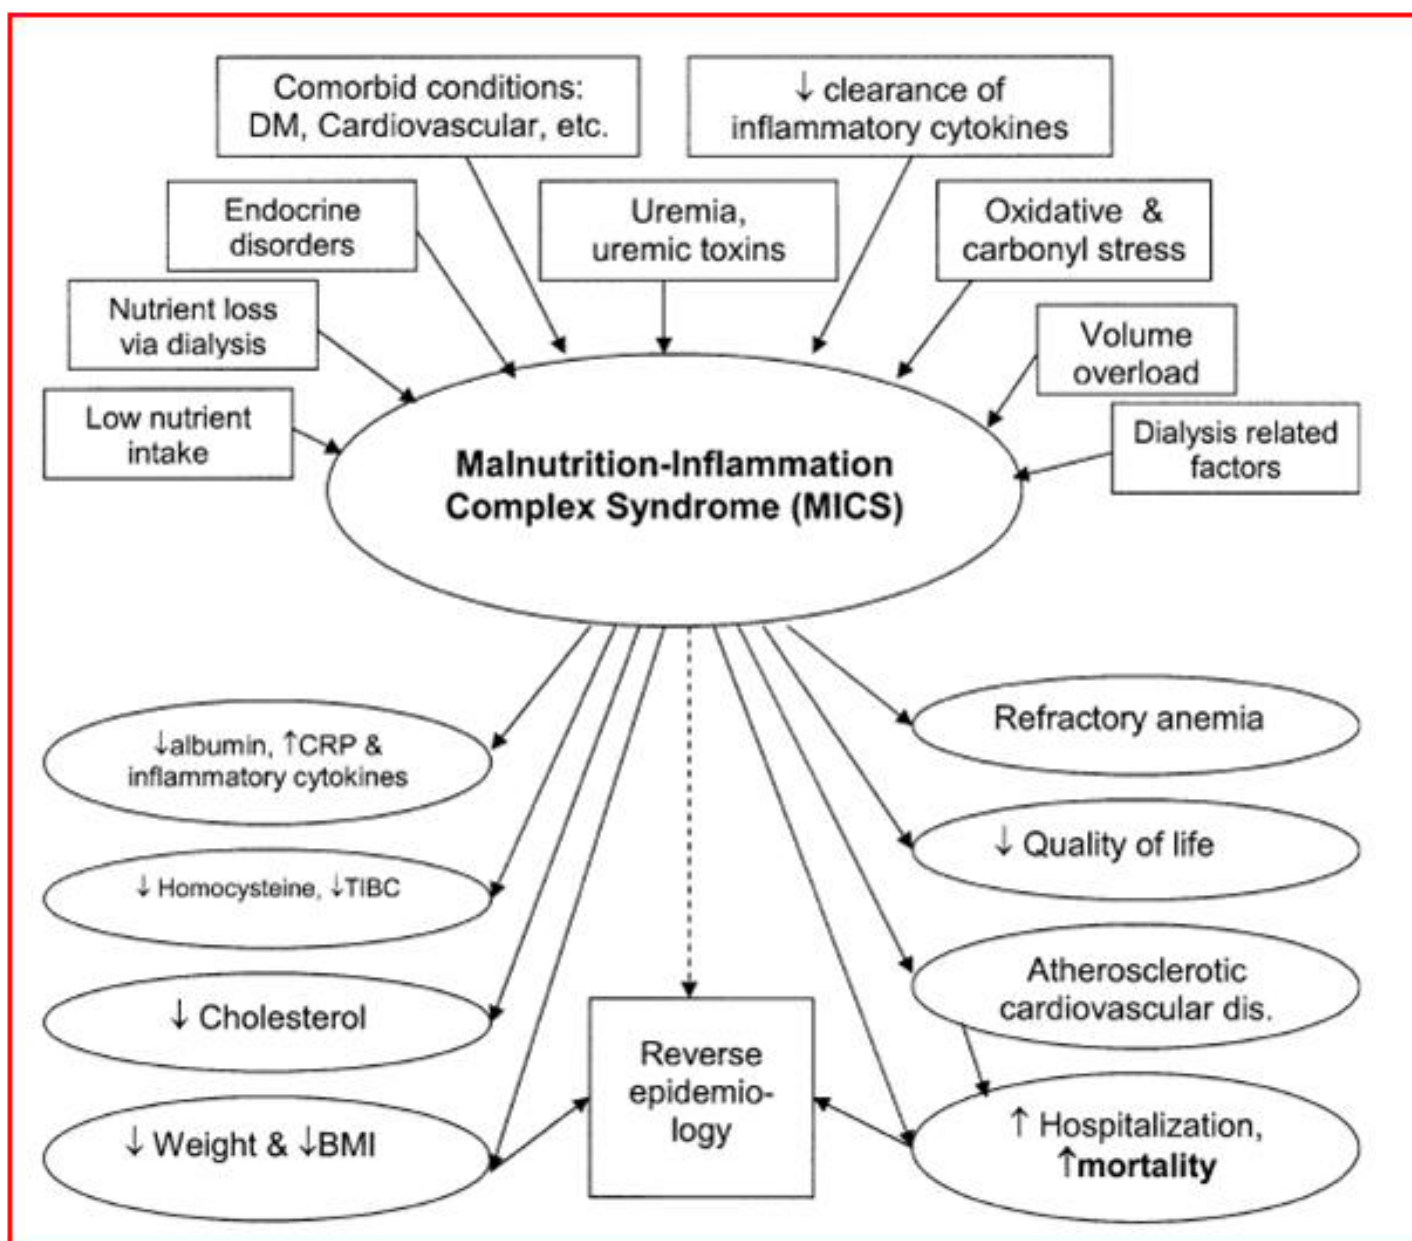 Comorbid conditions:
DM, Cardiovascular, etc.
↓ clearance of
inflammatory cytokines
Endocrine
disorders
Uremia,
uremic toxins
Oxidative &
carbonyl stress
Nutrient loss
via dialysis
Volume
overload
Low nutrient
intake
Dialysis related
factors
Malnutrition-Inflammation
Complex Syndrome (MICS)
↓albumin, ↑CRP &
inflammatory cytokines
Refractory anemia
↓ Homocysteine, ↓TIBC
↓ Quality of life
↓ Cholesterol
Atherosclerotic
cardiovascular dis.
Reverse
epidemio-
logy
↓ Weight & ↓BMI
↑ Hospitalization,
↑mortality